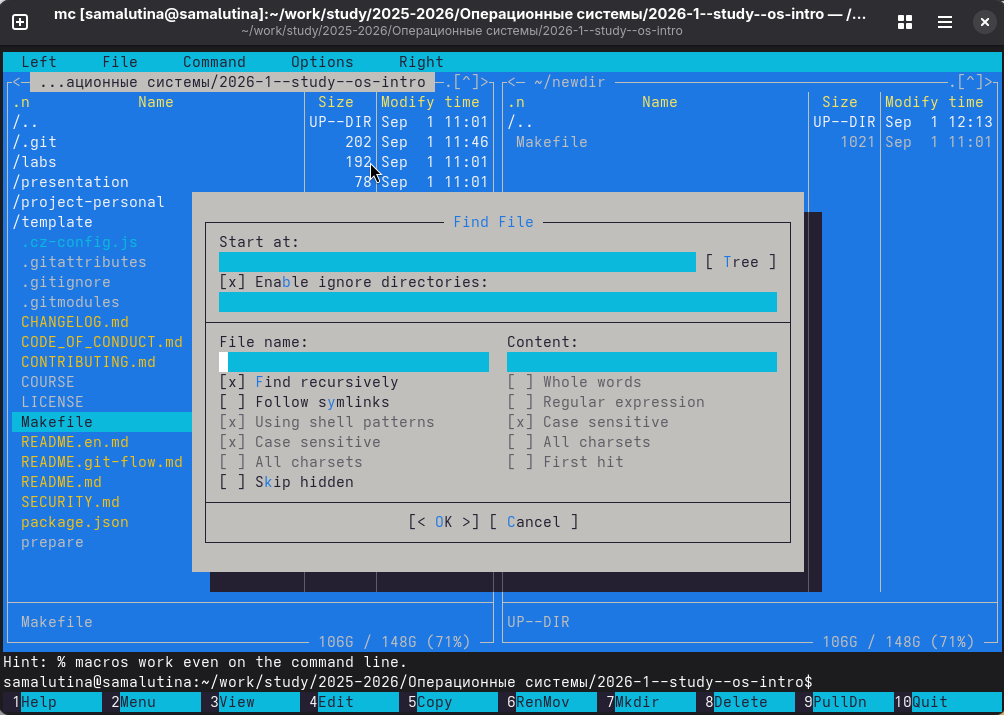 mc [samalutina@samalutina]:~/work/study/2025-2026/Операционные системы/2026-1--study--os-intro — /...
~/work/study/2025-2026/Операционные системы/2026-1--study--os-intro
Left File Command Options Right
<— ...ационные системы/2026-1--study--os-intro —.[^]> <— ~/newdir —.[^]>
.n Name Size Modify time .n Name Size Modify time
/.. UP--DIR Sep 1 11:01 /.. UP--DIR Sep 1 12:13
/.git 202 Sep 1 11:46 Makefile 1021 Sep 1 11:01
/labs 192 Sep 1 11:01
/presentation 78 Sep 1 11:01
/project-personal
/template
.cz-config.js
.gitattributes
.gitignore
.gitmodules
CHANGELOG.md
CODE_OF_CONDUCT.md
CONTRIBUTING.md
COURSE
LICENSE
Makefile
README.en.md
README.git-flow.md
README.md
SECURITY.md
package.json
prepare
Find File
Start at:
[ Tree ]
[x] Enable ignore directories:
File name: Content:
[x] Find recursively [ ] Whole words
[ ] Follow symlinks [ ] Regular expression
[x] Using shell patterns [x] Case sensitive
[x] Case sensitive [ ] All charsets
[ ] All charsets [ ] First hit
[ ] Skip hidden
[< OK >] [ Cancel ]
Makefile UP--DIR
106G / 148G (71%) 106G / 148G (71%)
Hint: % macros work even on the command line.
samalutina@samalutina:~/work/study/2025-2026/Операционные системы/2026-1--study--os-intro$
1Help 2Menu 3View 4Edit 5Copy 6RenMov 7Mkdir 8Delete 9PullDn 10Quit